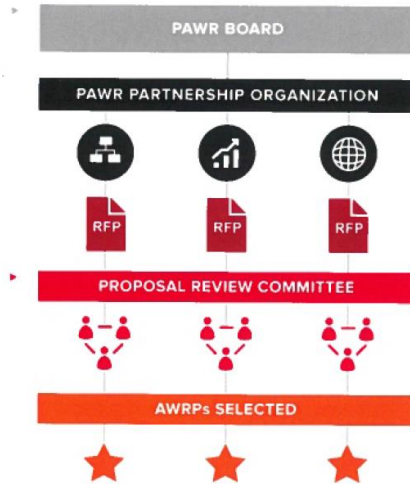 PAWR BOARD
PAWR PARTNERSHIP ORGANIZATION
RFP RFP RFP
PROPOSAL REVIEW COMMITTEE
AWRPs SELECTED